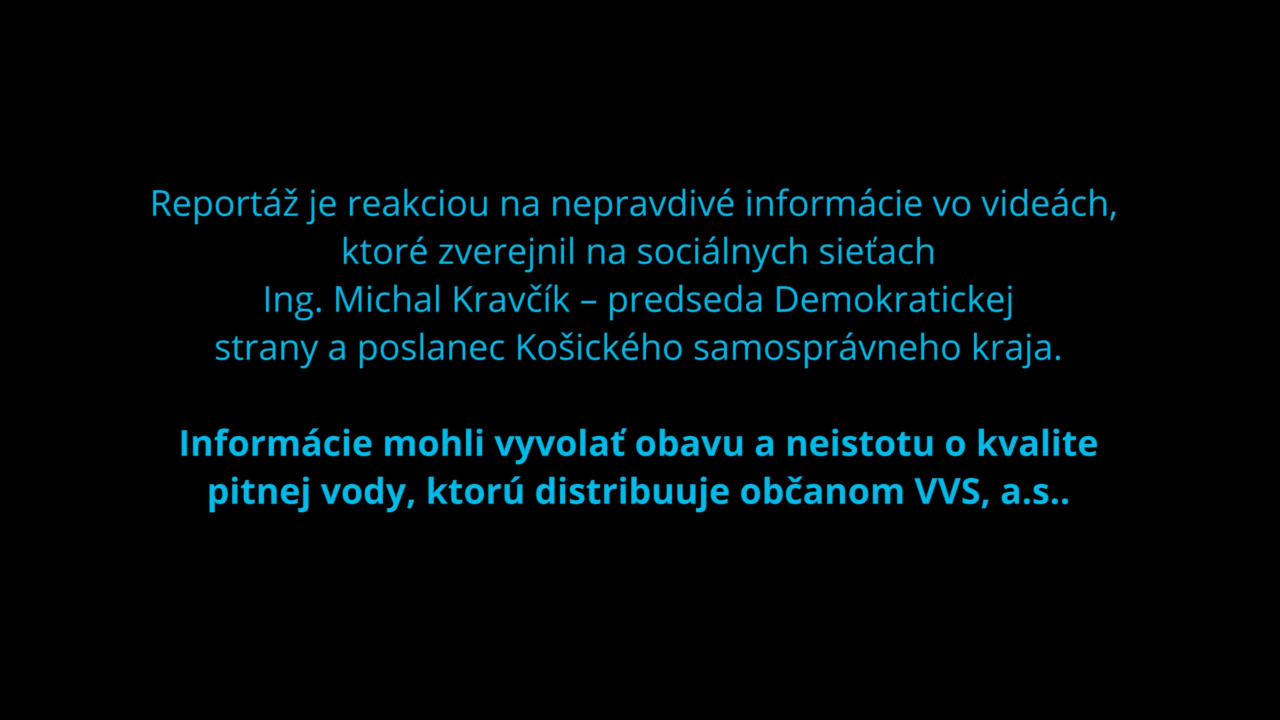 Reportáž je reakciou na nepravdivé informácie vo videách,
ktoré zverejnil na sociálnych sieťach
Ing. Michal Kravčík – predseda Demokratickej
strany a poslanec Košického samosprávneho kraja.
Informácie mohli vyvolať obavu a neistotu o kvalite
pitnej vody, ktorú distribuuje občanom VVS, a.s..